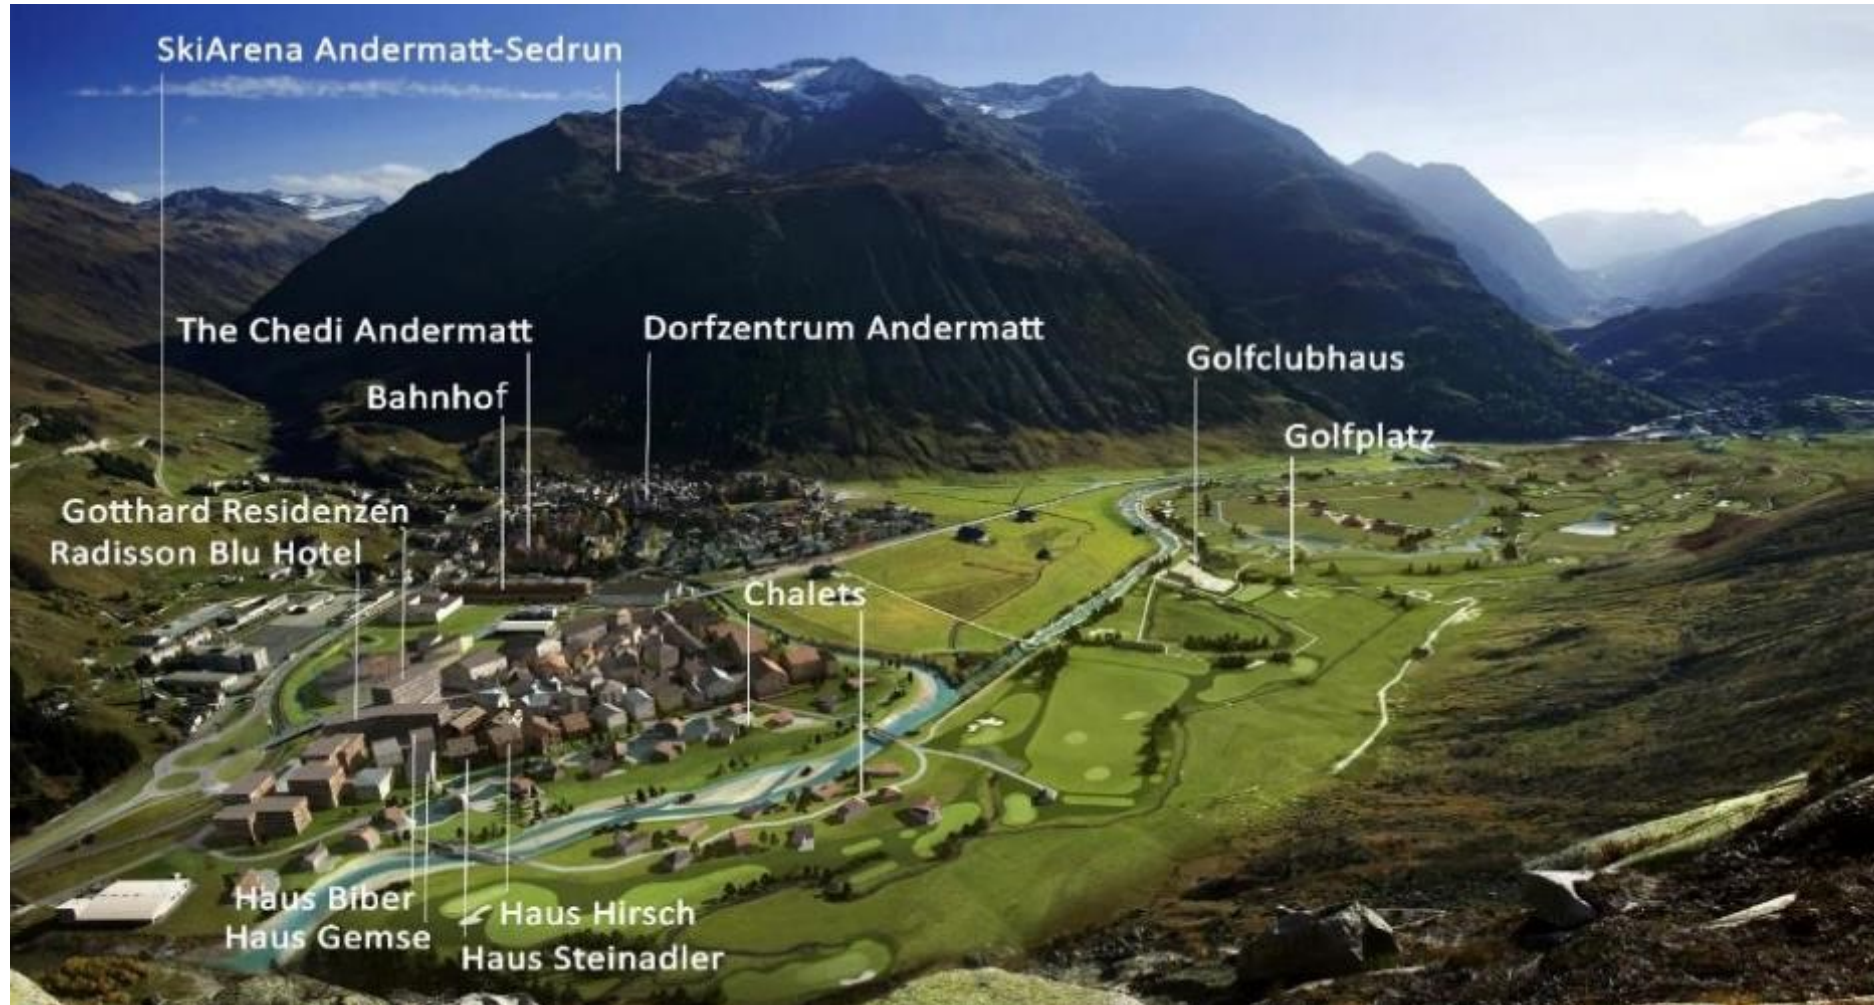 SkiArena Andermatt-Sedrun
The Chedi Andermatt
Dorfzentrum Andermatt
Golfclubhaus
Bahnhof
Golfplatz
Gotthard Residenzen
Radisson Blu Hotel
Chalets
Haus Biber
Haus Hirsch
Haus Gemse
Haus Steinadler